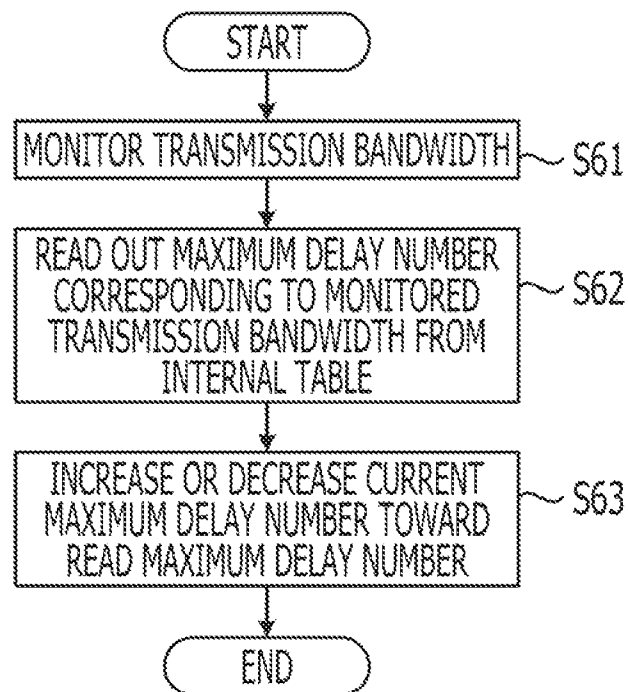 START
MONITOR TRANSMISSION BANDWIDTH
S61
READ OUT MAXIMUM DELAY NUMBER
CORRESPONDING TO MONITORED
TRANSMISSION BANDWIDTH FROM
INTERNAL TABLE
S62
INCREASE OR DECREASE CURRENT
MAXIMUM DELAY NUMBER TOWARD
READ MAXIMUM DELAY NUMBER
S63
END